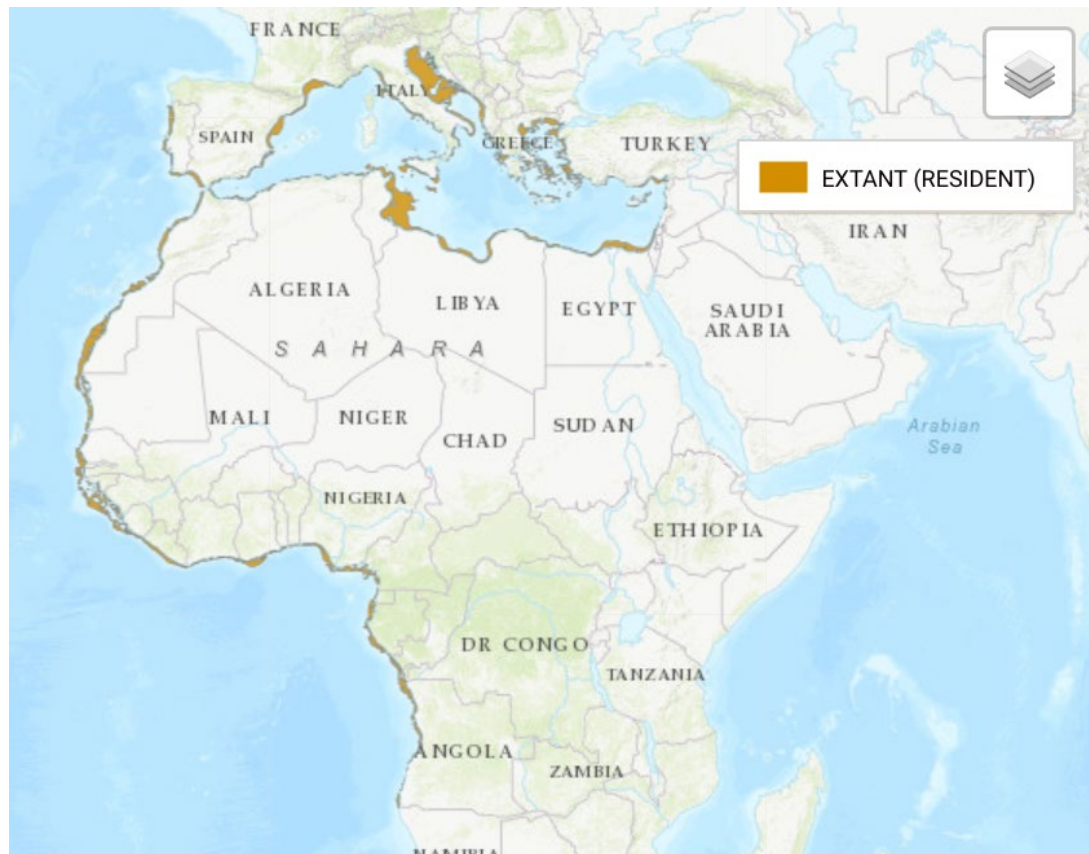 FRANCE
ITALY
SPAIN
GREECE
TURKEY
EXTANT (RESIDENT)
IRAN
ALGERIA
LIBYA
EGYPT
SAUDI
ARABIA
SAHARA
MALI
NIGER
CHAD
SUDAN
Arabian
Sea
NIGERIA
ETHIOPIA
DR CONGO
TANZANIA
ANGOLA
ZAMBIA
NAMIBIA